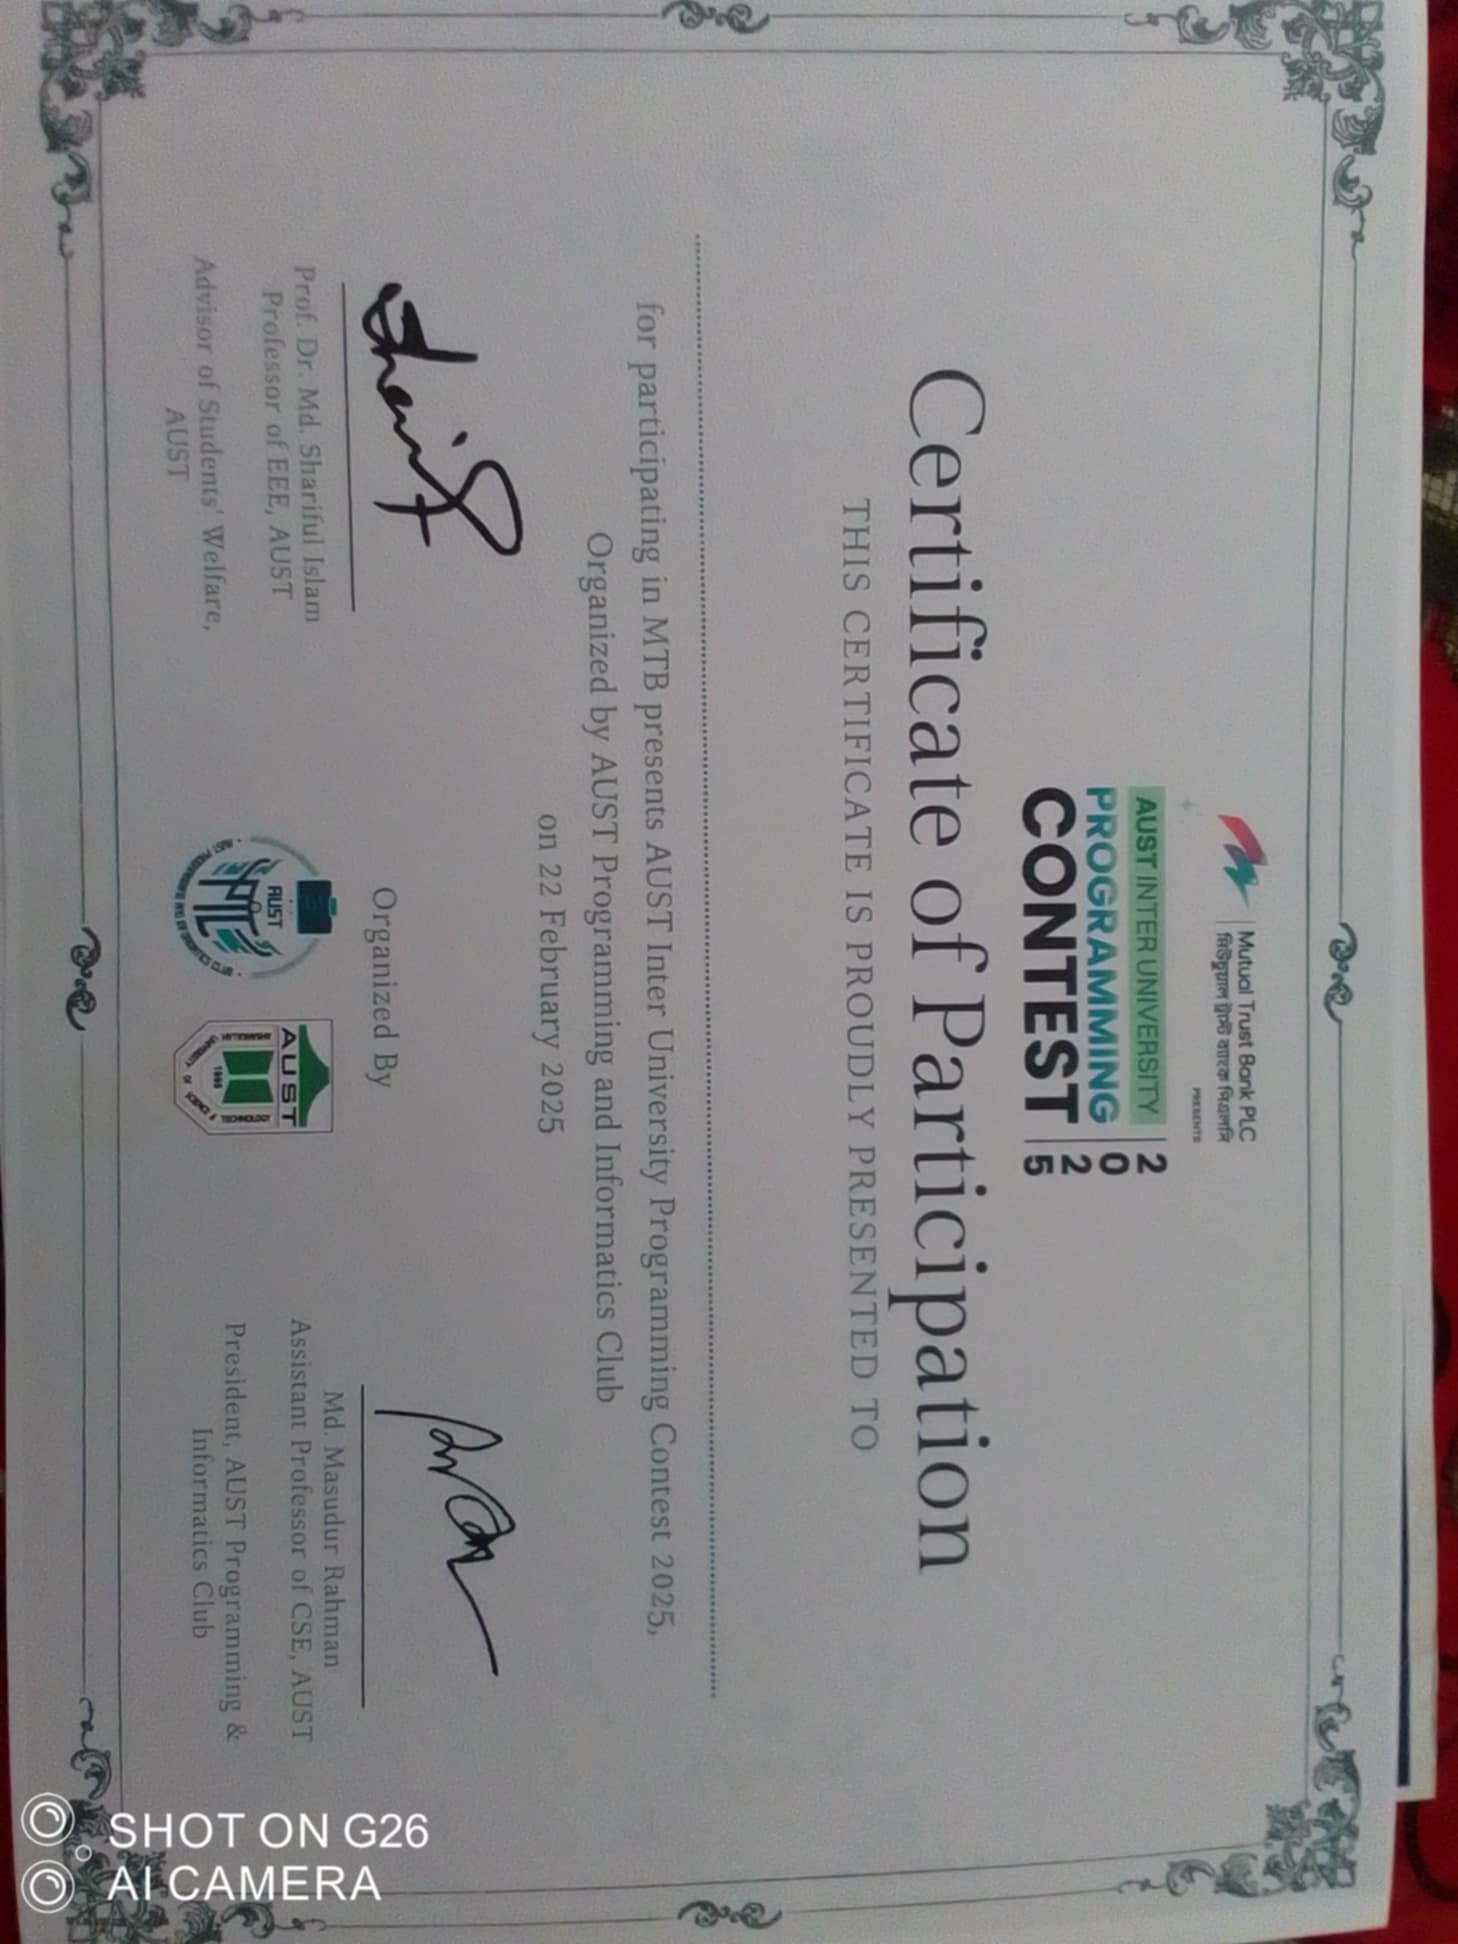 Mutual Trust Bank PLC
মিউচুয়াল ট্রাস্ট ব্যাংক পিএলসি
PRESENTS
AUST INTER UNIVERSITY
PROGRAMMING
CONTEST
2025
Certificate of Participation
THIS CERTIFICATE IS PROUDLY PRESENTED TO
for participating in MTB presents AUST Inter University Programming Contest 2025,
Organized by AUST Programming and Informatics Club
on 22 February 2025
Prof. Dr. Md. Shariful Islam
Professor of EEE, AUST
Advisor of Students' Welfare,
AUST
Organized By
AUST
AUST
1995
TECHNOLOGY
UNIVERSITY OF SCIENCE &
Md. Masudur Rahman
Assistant Professor of CSE, AUST
President, AUST Programming &
Informatics Club
SHOT ON G26
AI CAMERA